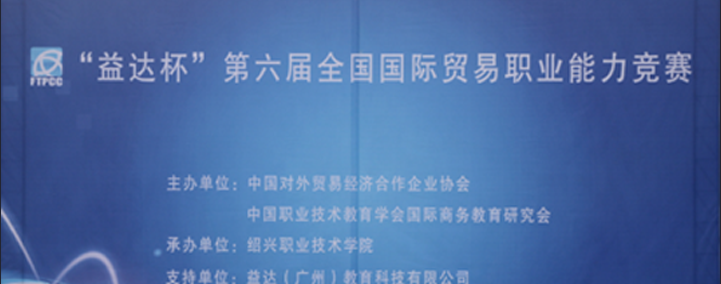 “益达杯”第六届全国国际贸易职业能力竞赛
FTPCC
主办单位：中国对外贸易经济合作企业协会
中国职业技术教育学会国际商务教育研究会
承办单位：绍兴职业技术学院
支持单位：益达（广州）教育科技有限公司